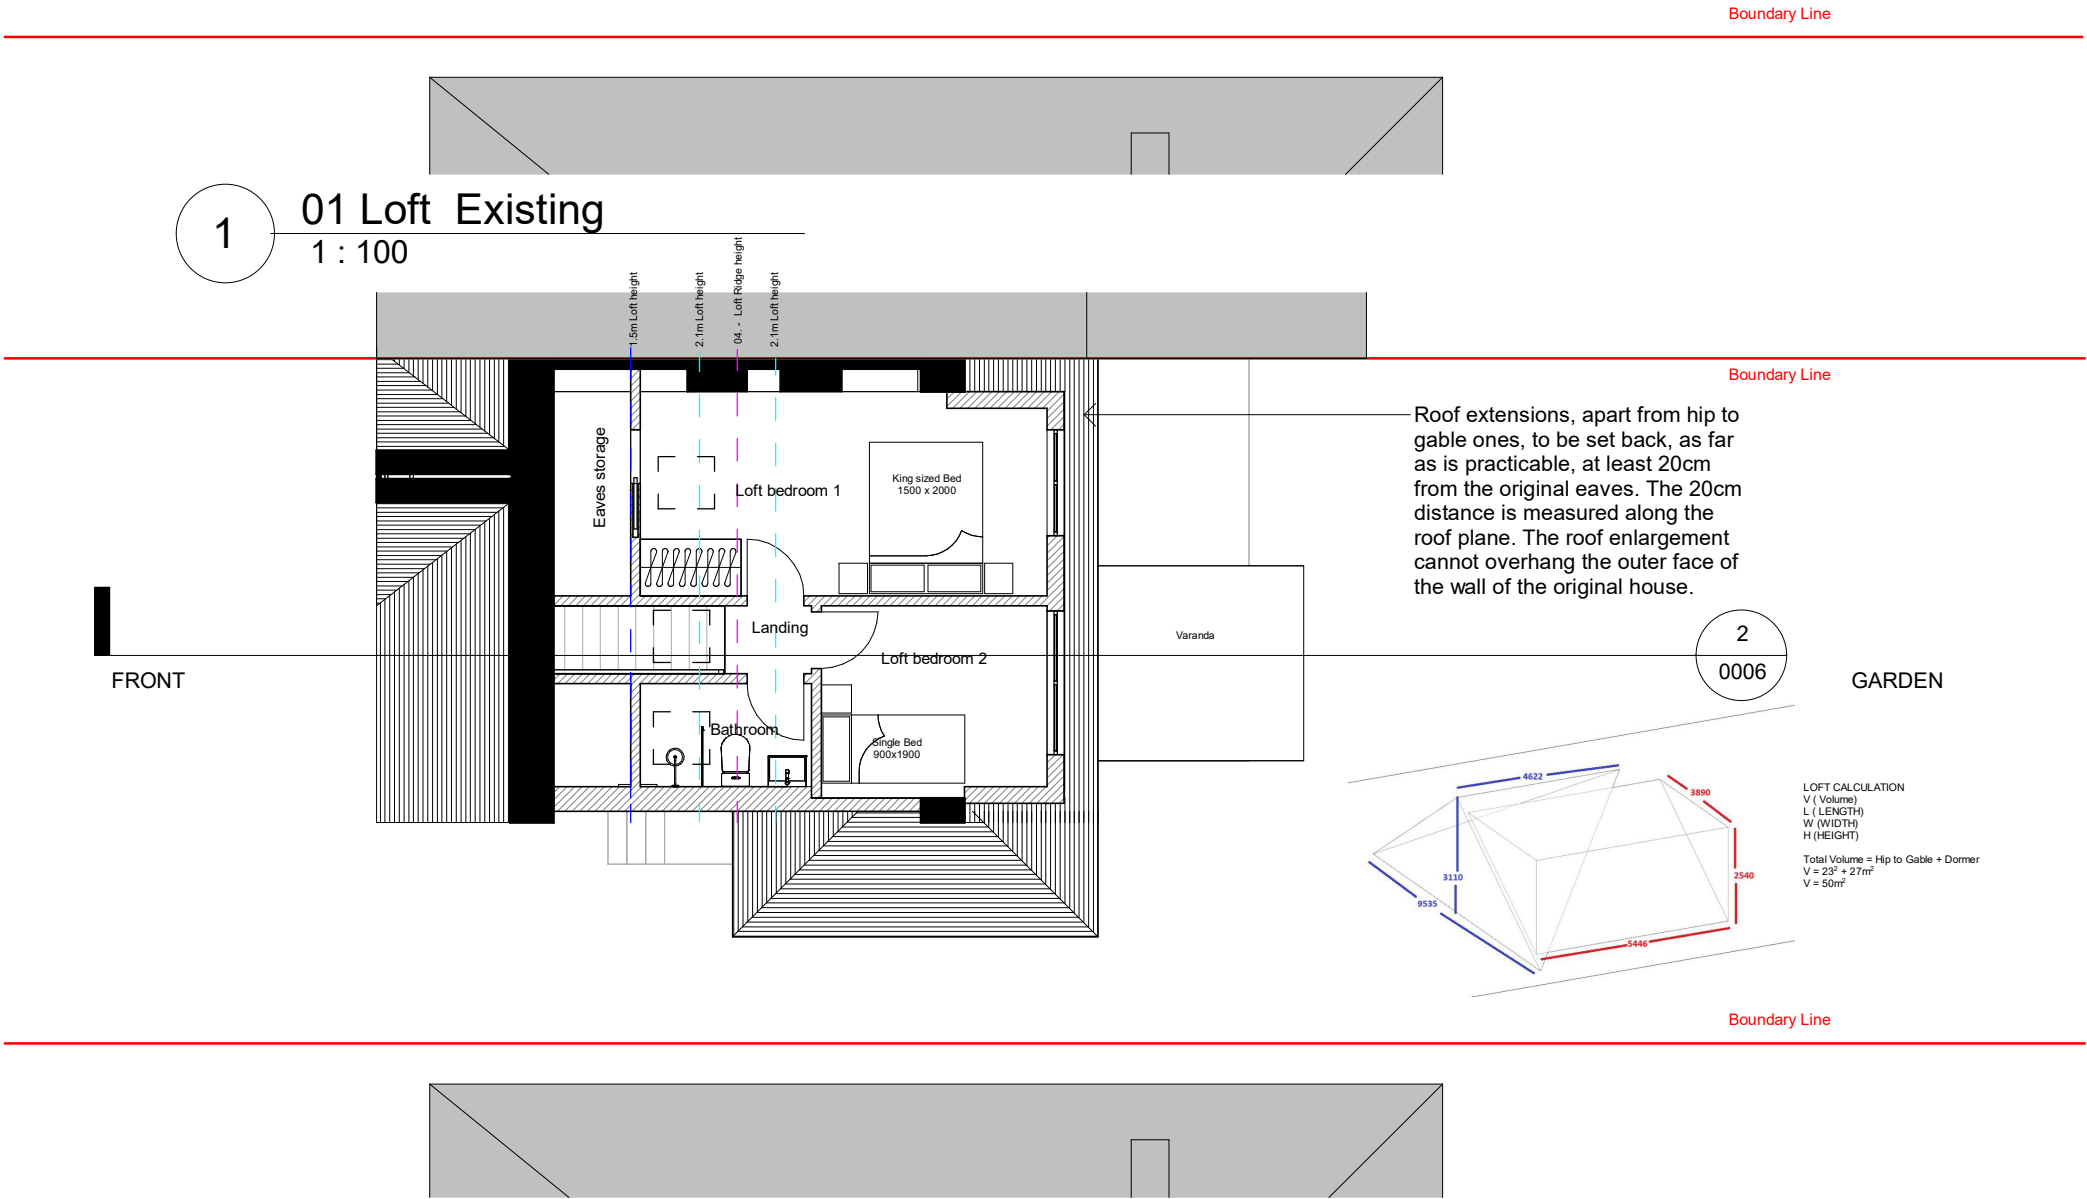 Boundary Line
1
01 Loft  Existing
1 : 100
1.5m Loft height
2.1m Loft height
04. -  Loft Ridge height
2.1m Loft height
Boundary Line
Roof extensions, apart from hip to
gable ones, to be set back, as far
as is practicable, at least 20cm
from the original eaves. The 20cm
distance is measured along the
roof plane. The roof enlargement
cannot overhang the outer face of
the wall of the original house.
Eaves storage
Loft bedroom 1
King sized Bed
1500 x 2000
Landing
Varanda
Loft bedroom 2
2
0006
FRONT
GARDEN
Bathroom
Single Bed
900x1900
4622
3890
3110
2540
9535
5446
LOFT CALCULATION
V ( Volume)
L ( LENGTH)
W (WIDTH)
H (HEIGHT)
Total Volume = Hip to Gable + Dormer
V = 23² + 27m²
V = 50m²
Boundary Line